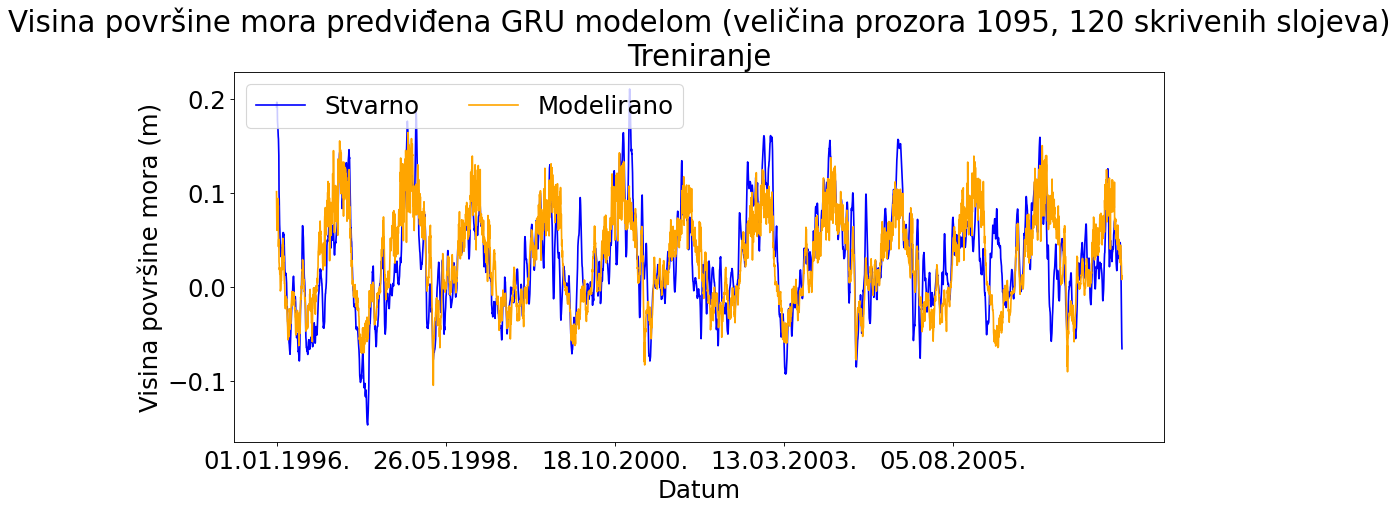 Visina površine mora predviđena GRU modelom (veličina prozora 1095, 120 skrivenih slojeva)
Treniranje
Stvarno Modelirano
Visina površine mora (m)
0.2
0.1
0.0
−0.1
01.01.1996. 26.05.1998. 18.10.2000. 13.03.2003. 05.08.2005.
Datum